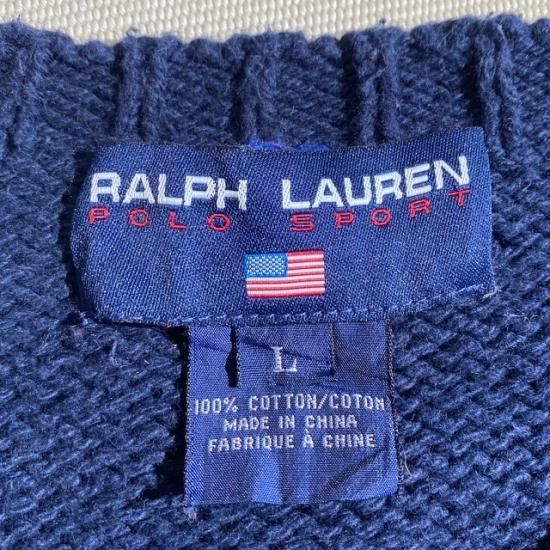 RALPH LAUREN
POLO SPORT
L
100% COTTON/COTON
MADE IN CHINA
FABRIQUE À CHINE